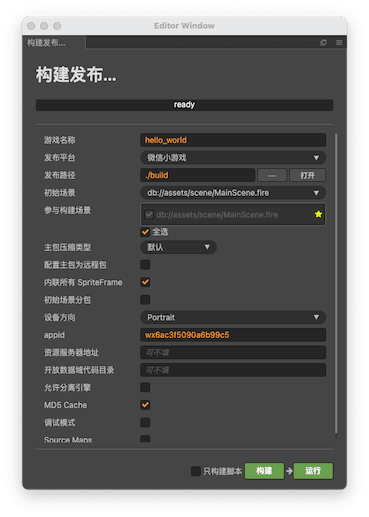 Editor Window
构建发布...
构建发布...
ready
游戏名称 hello_world
发布平台 微信小游戏
发布路径 ./build ... 打开
初始场景 db://assets/scene/MainScene.fire
参与构建场景 db://assets/scene/MainScene.fire
全选
主包压缩类型 默认
配置主包为远程包
内联所有 SpriteFrame
初始场景分包
设备方向 Portrait
appid wx6ac3f5090a6b99c5
资源服务器地址 可不填
开放数据域代码目录 可不填
允许分离引擎
MD5 Cache
调试模式
Source Maps
只构建脚本 构建 运行